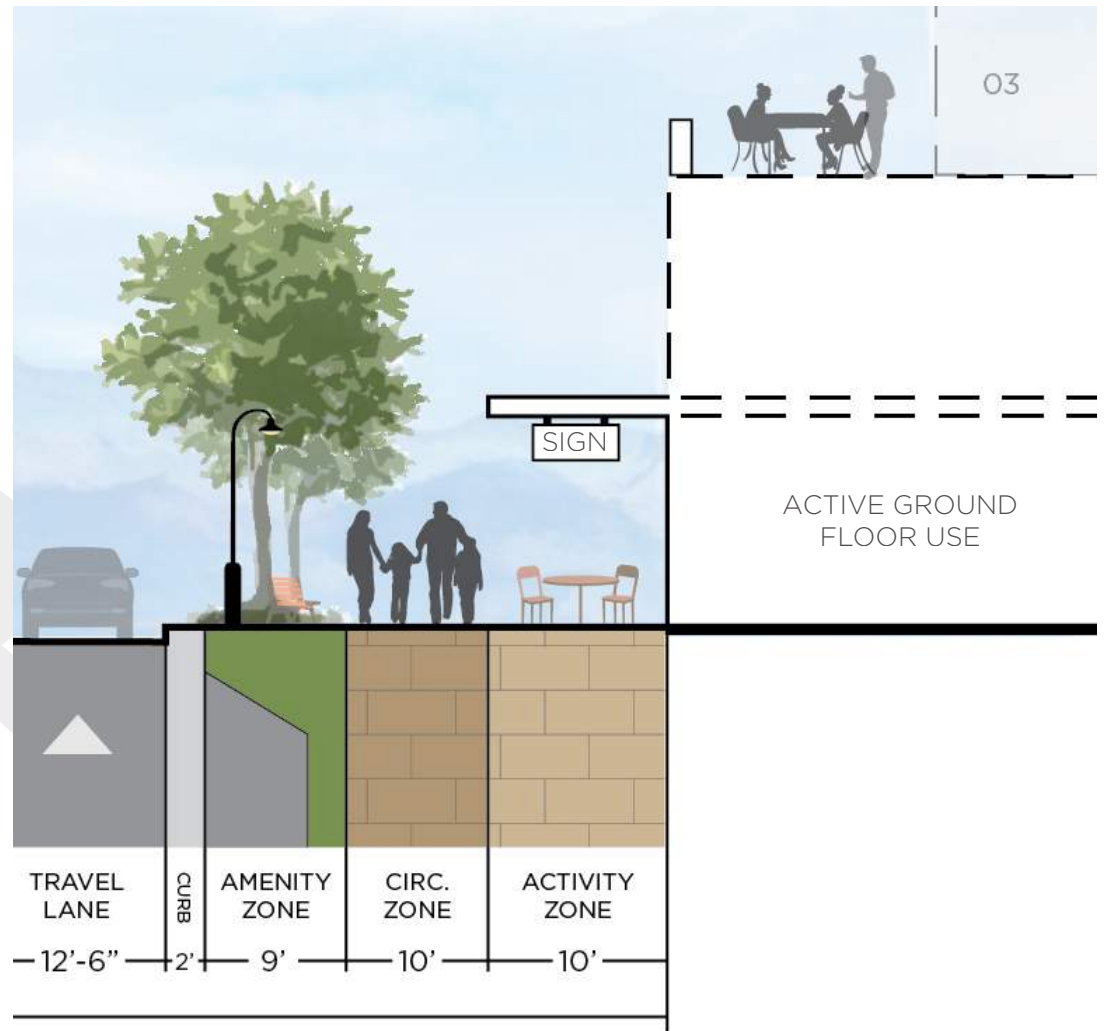 03
SIGN
ACTIVE GROUND
FLOOR USE
TRAVEL
LANE
CURB
AMENITY
ZONE
CIRC.
ZONE
ACTIVITY
ZONE
12'-6”
2'
9'
10'
10'